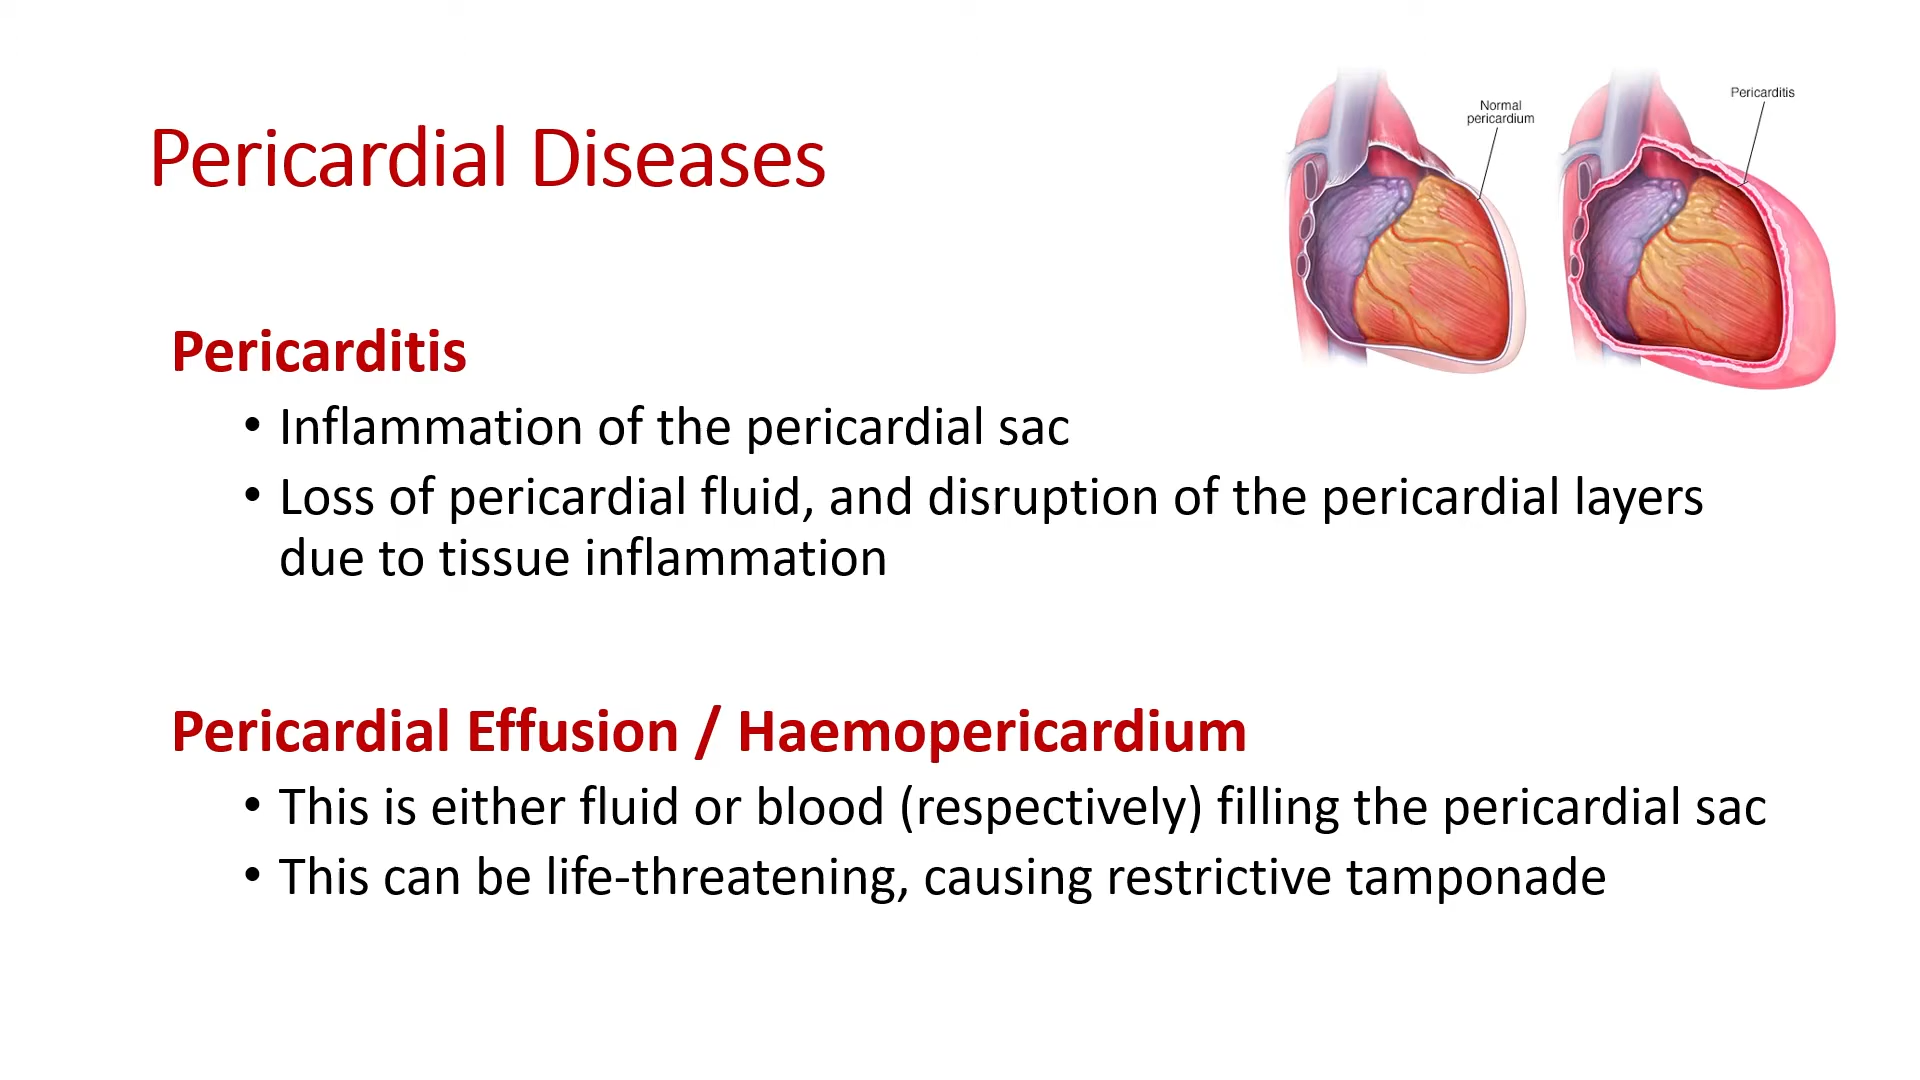 Pericardial Diseases
Normal
pericardium
Pericarditis
Pericarditis
• Inflammation of the pericardial sac
• Loss of pericardial fluid, and disruption of the pericardial layers
due to tissue inflammation
Pericardial Effusion / Haemopericardium
• This is either fluid or blood (respectively) filling the pericardial sac
• This can be life-threatening, causing restrictive tamponade